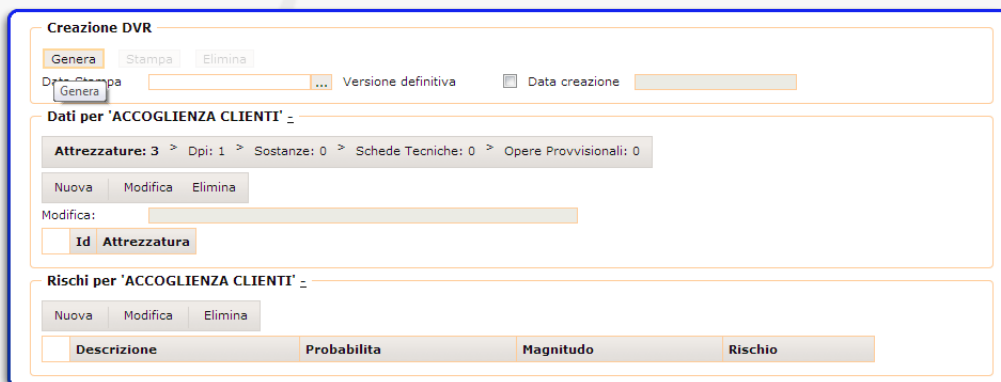 Creazione DVR
Genera Stampa Elimina
Data Stampa ... Versione definitiva Data creazione
Genera
Dati per 'ACCOGLIENZA CLIENTI' -
Attrezzature: 3 > Dpi: 1 > Sostanze: 0 > Schede Tecniche: 0 > Opere Provvisionali: 0
Nuova Modifica Elimina
Modifica:
Id Attrezzatura
Rischi per 'ACCOGLIENZA CLIENTI' -
Nuova Modifica Elimina
Descrizione Probabilita Magnitudo Rischio